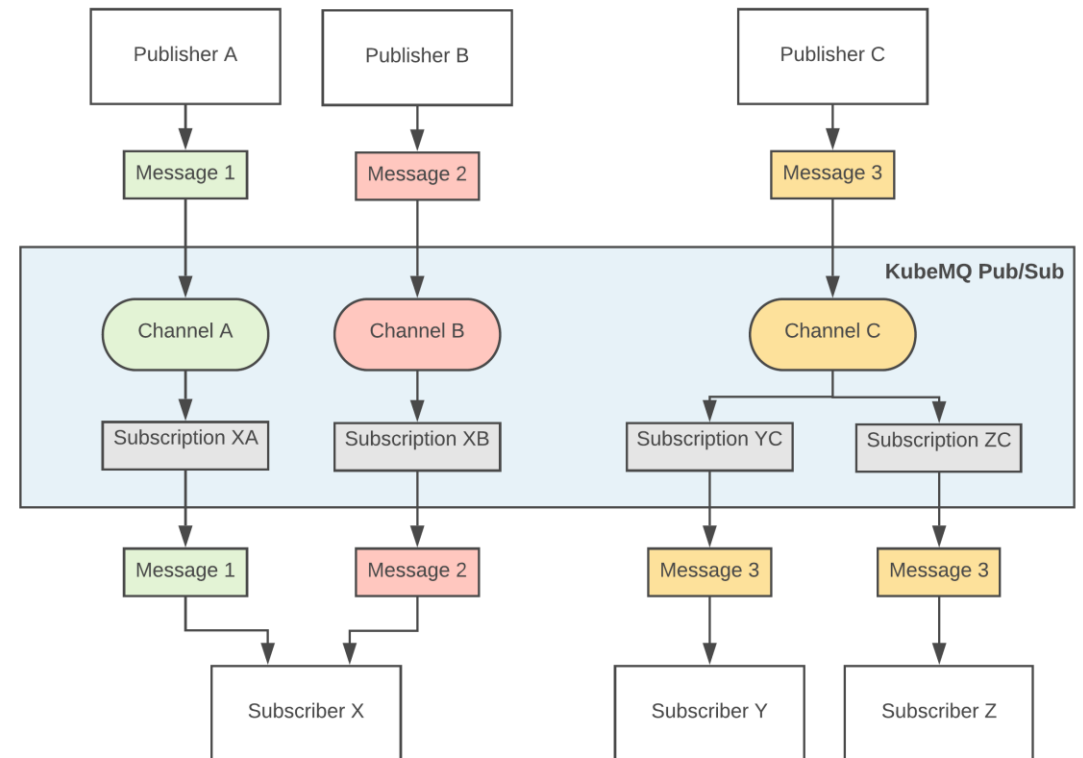 Publisher A
Publisher B
Publisher C
Message 1
Message 2
Message 3
KubeMQ Pub/Sub
Channel A
Channel B
Channel C
Subscription XA
Subscription XB
Subscription YC
Subscription ZC
Message 1
Message 2
Message 3
Message 3
Subscriber X
Subscriber Y
Subscriber Z